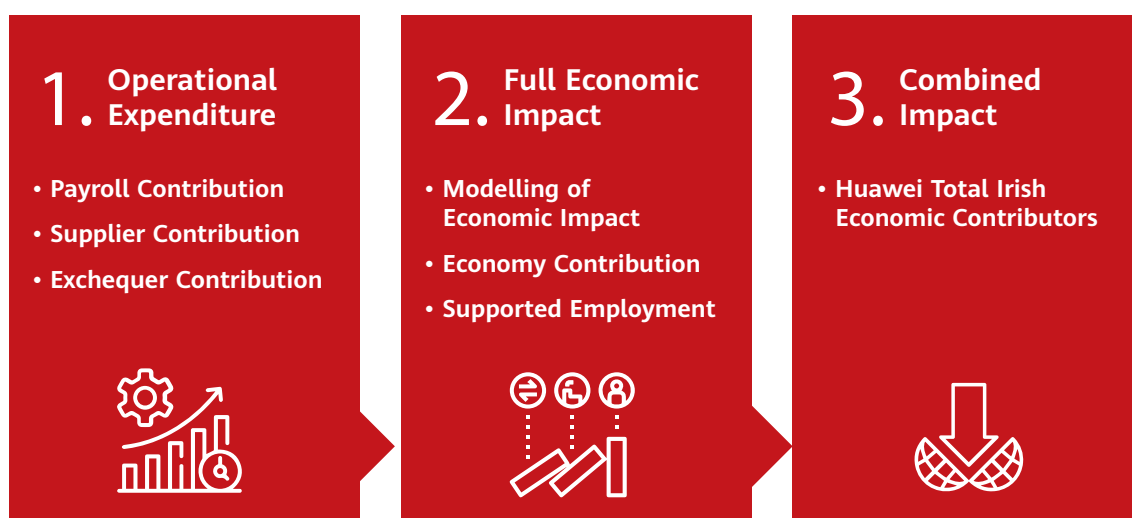 1. Operational
Expenditure
• Payroll Contribution
• Supplier Contribution
• Exchequer Contribution
2. Full Economic
Impact
• Modelling of
Economic Impact
• Economy Contribution
• Supported Employment
3. Combined
Impact
• Huawei Total Irish
Economic Contributors